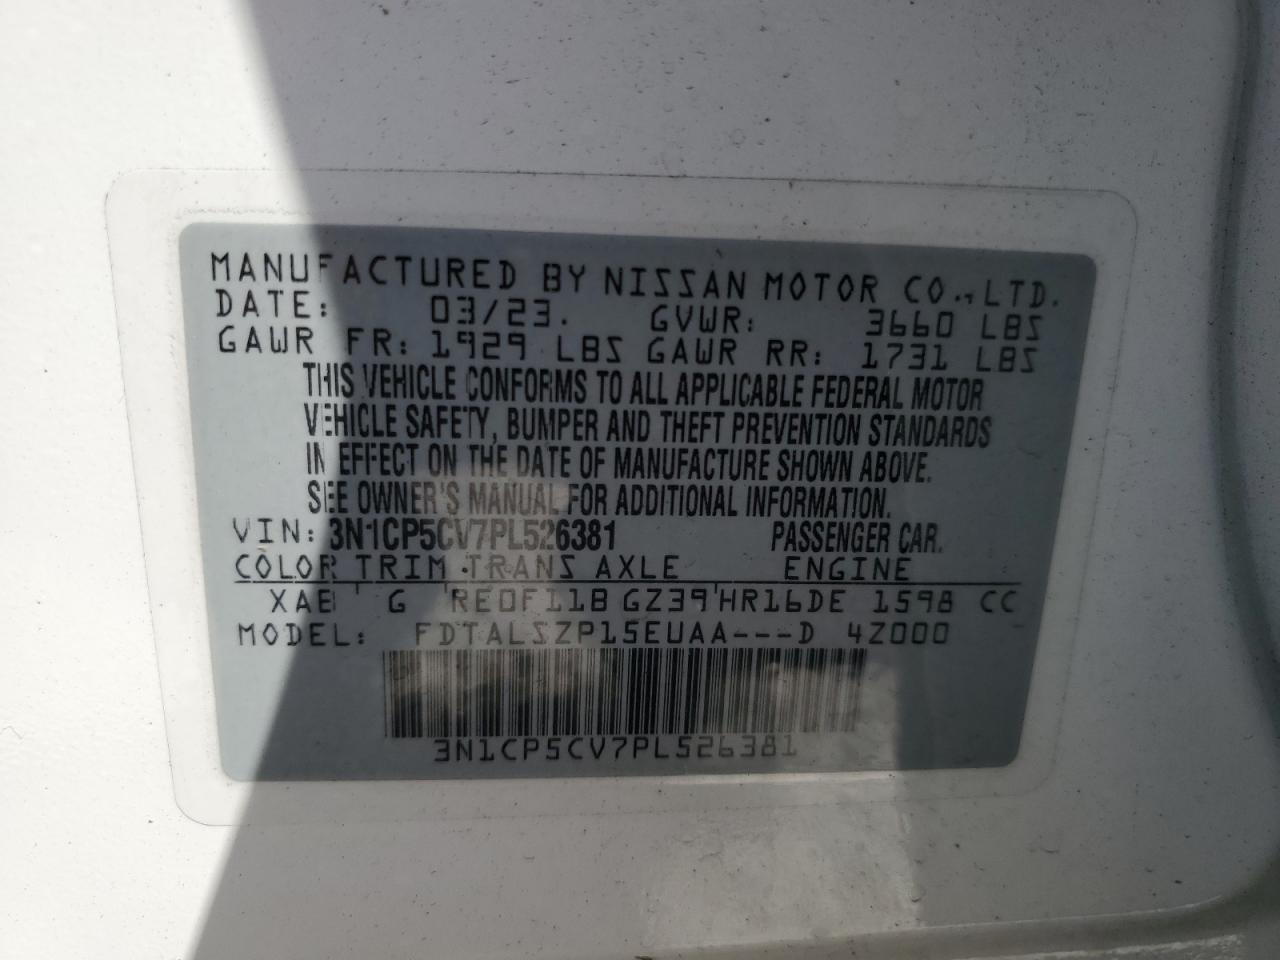 MANUFACTURED BY NISSAN MOTOR CO., LTD.
DATE: 03/23. GVWR: 3660 LBS
GAWR FR: 1929 LBS GAWR RR: 1731 LBS
THIS VEHICLE CONFORMS TO ALL APPLICABLE FEDERAL MOTOR
VEHICLE SAFETY, BUMPER AND THEFT PREVENTION STANDARDS
IN EFFECT ON THE DATE OF MANUFACTURE SHOWN ABOVE.
SEE OWNER'S MANUAL FOR ADDITIONAL INFORMATION.
VIN: 3N1CP5CV7PL526381 PASSENGER CAR.
COLOR TRIM TRANS AXLE ENGINE
XAB G RE0F11B GZ39 HR16DE 1598 CC
MODEL: FDTALSZP15EUAA---D 4Z000
3N1CP5CV7PL526381